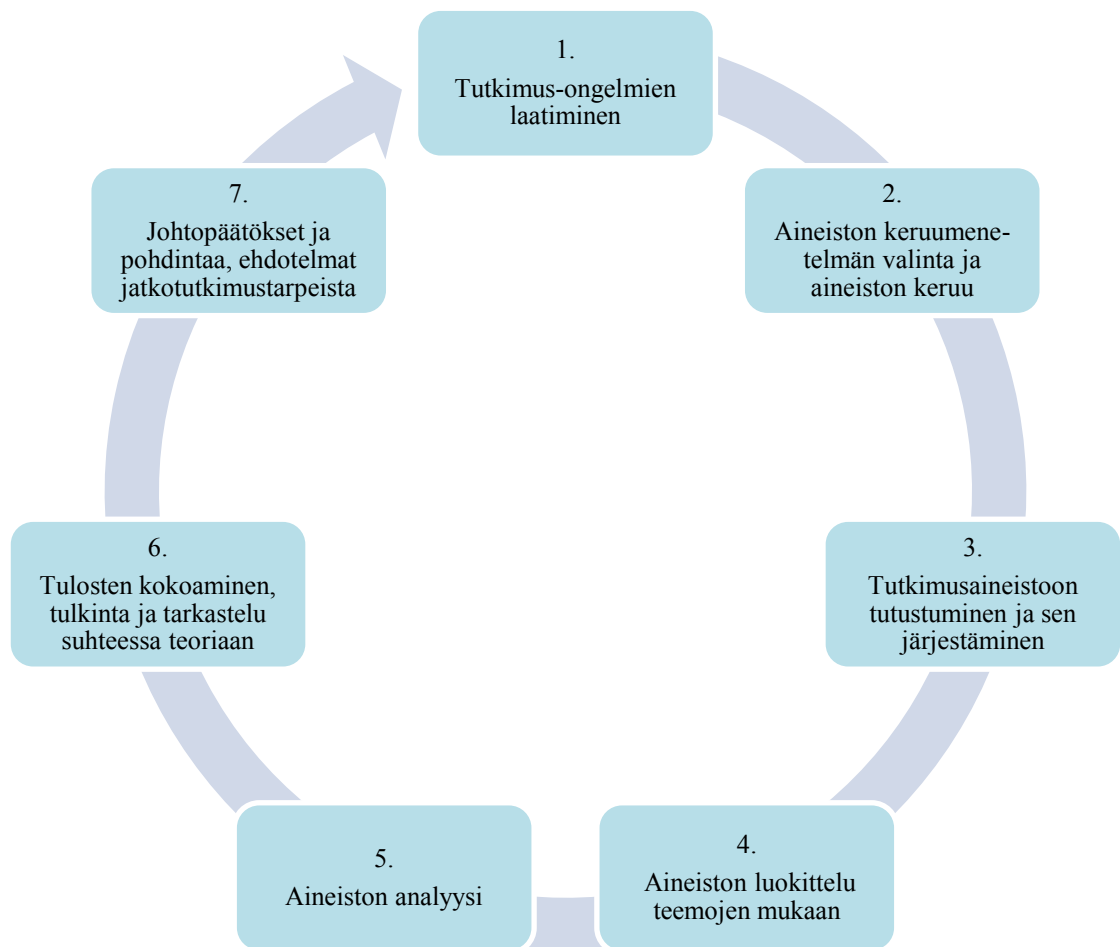 1.
Tutkimus-ongelmien
laatiminen
2.
Aineiston keruumene-
telmän valinta ja
aineiston keruu
3.
Tutkimusaineistoon
tutustuminen ja sen
järjestäminen
4.
Aineiston luokittelu
teemojen mukaan
5.
Aineiston analyysi
6.
Tulosten kokoaminen,
tulkinta ja tarkastelu
suhteessa teoriaan
7.
Johtopäätökset ja
pohdintaa, ehdotelmat
jatkotutkimustarpeista